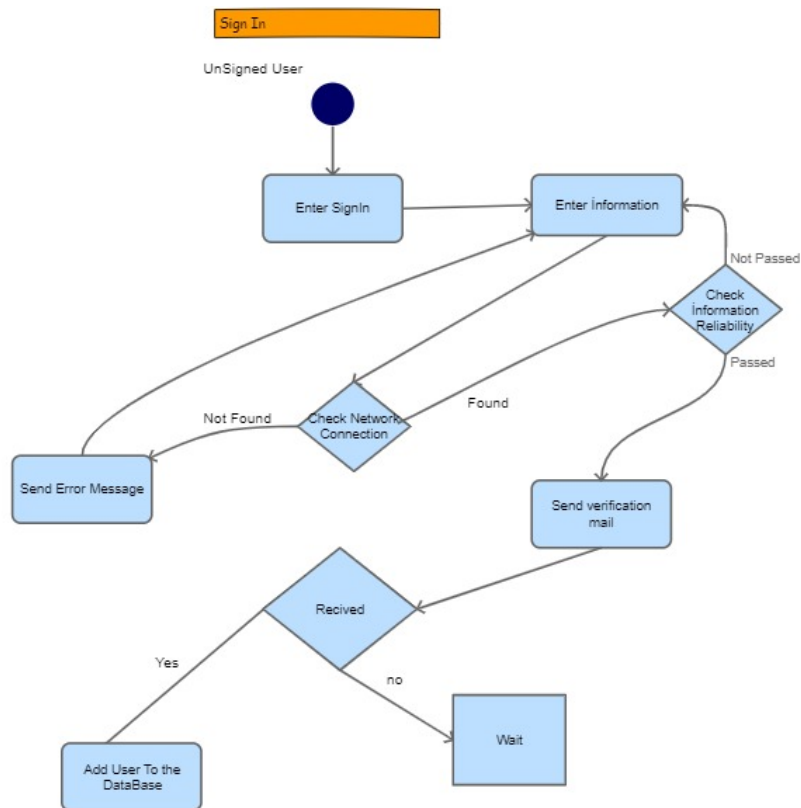 Sign In
UnSigned User
Enter SignIn
Enter İnformation
Not Passed
Check
İnformation
Reliability
Passed
Found
Not Found
Check Network
Connection
Send Error Message
Send verification
mail
Recived
Yes
no
Wait
Add User To the
DataBase